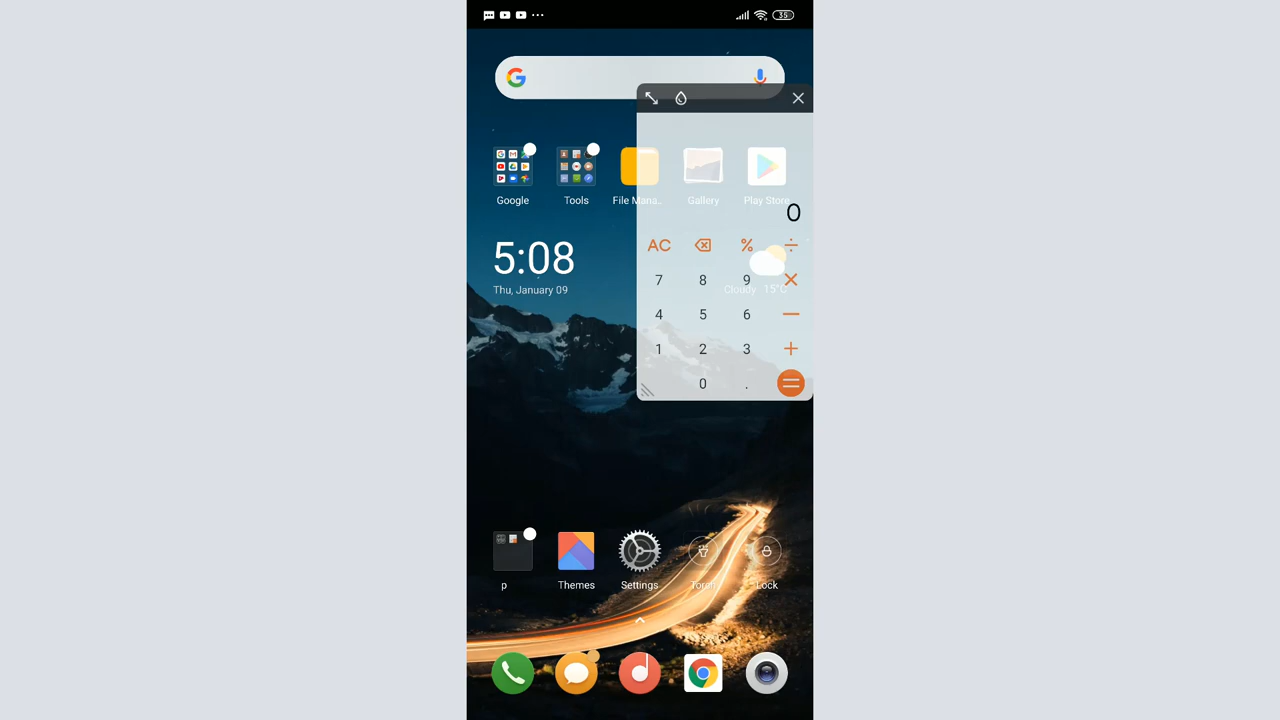 35
Google Tools File Mana.. Gallery Play Store
0
5:08
Thu, January 09
Cloudy 15°C
AC % ÷
7 8 9 ×
4 5 6 —
1 2 3 +
0 . =
p Themes Settings Torch Lock